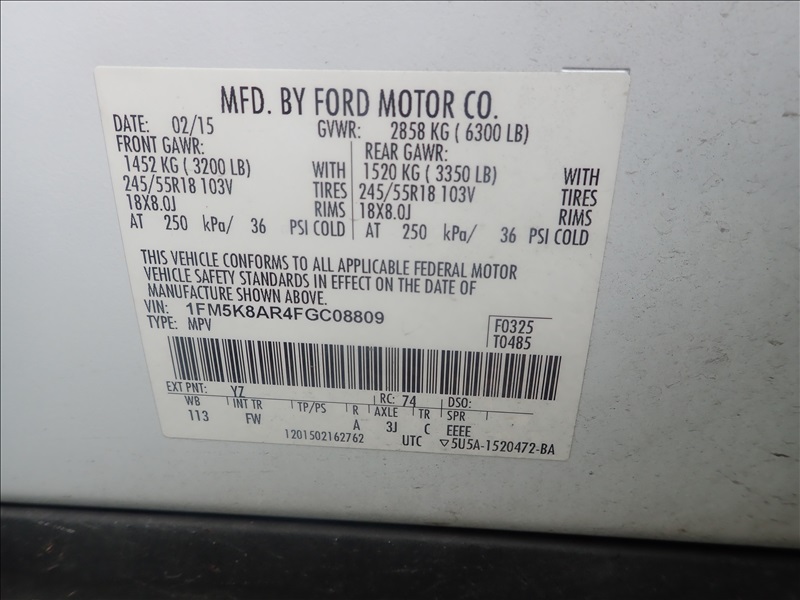 MFD. BY FORD MOTOR CO.
DATE: 02/15 GVWR: 2858 KG ( 6300 LB)
FRONT GAWR: REAR GAWR:
1452 KG ( 3200 LB) WITH 1520 KG ( 3350 LB) WITH
245/55R18 103V TIRES 245/55R18 103V TIRES
18X8.0J RIMS 18X8.0J RIMS
AT 250 kPa/ 36 PSI COLD AT 250 kPa/ 36 PSI COLD
THIS VEHICLE CONFORMS TO ALL APPLICABLE FEDERAL MOTOR
VEHICLE SAFETY STANDARDS IN EFFECT ON THE DATE OF
MANUFACTURE SHOWN ABOVE.
VIN: 1FM5K8AR4FGC08809 F0325
TYPE: MPV T0485
EXT PNT: YZ RC: 74 DSO:
WB INT TR TP/PS R AXLE TR SPR
113 FW A 3J C EEEE
1201502162762 UTC ▽5U5A-1520472-BA